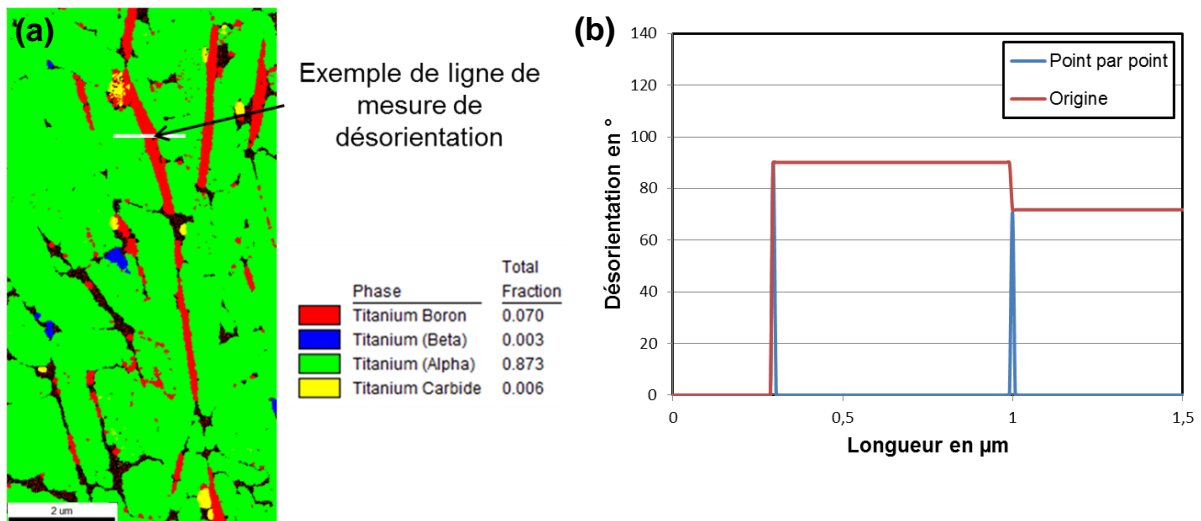 (a)
Exemple de ligne de
mesure de
désorientation
Total
Phase Fraction
Titanium Boron 0.070
Titanium (Beta) 0.003
Titanium (Alpha) 0.873
Titanium Carbide 0.006
2 um
(b)
Désorientation en °
140
120
100
80
60
40
20
0
Point par point
Origine
0 0,5 1 1,5
Longueur en µm